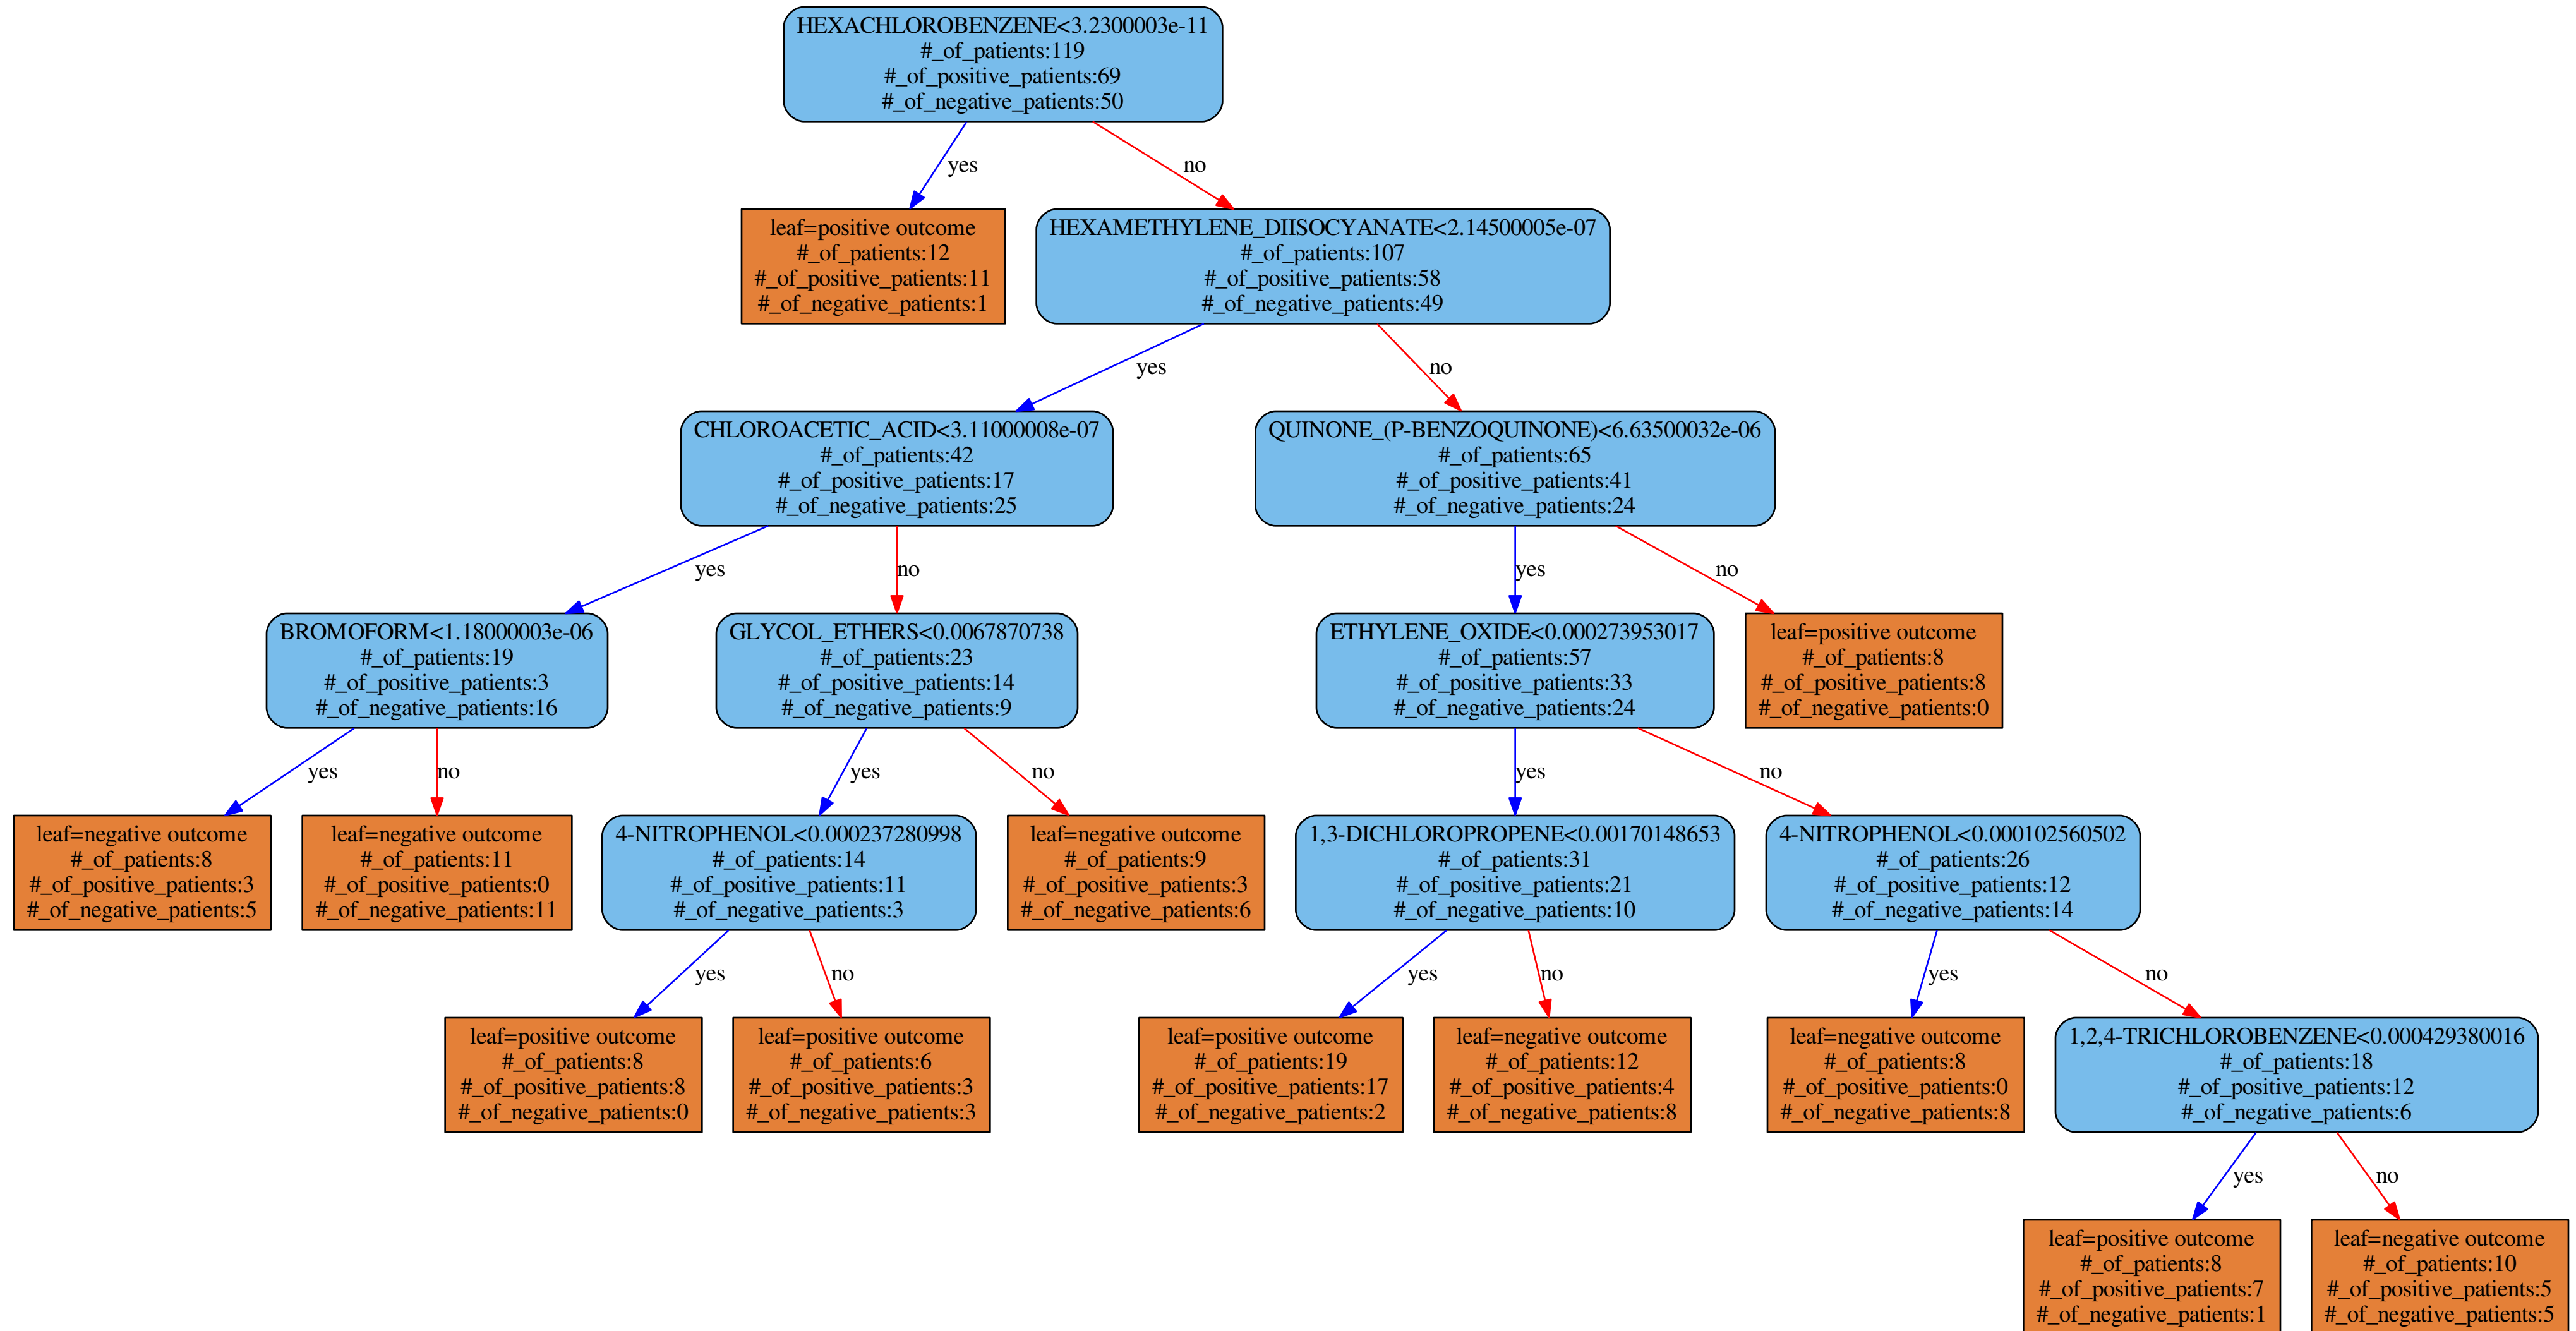 HEXACHLOROBENZENE<3.2300003e-11
#_of_patients:119
#_of_positive_patients:69
#_of_negative_patients:50
yes
no
leaf=positive outcome
#_of_patients:12
#_of_positive_patients:11
#_of_negative_patients:1
HEXAMETHYLENE_DIISOCYANATE<2.14500005e-07
#_of_patients:107
#_of_positive_patients:58
#_of_negative_patients:49
yes
no
CHLOROACETIC_ACID<3.11000008e-07
#_of_patients:42
#_of_positive_patients:17
#_of_negative_patients:25
QUINONE_(P-BENZOQUINONE)<6.63500032e-06
#_of_patients:65
#_of_positive_patients:41
#_of_negative_patients:24
yes
no
yes
no
BROMOFORM<1.18000003e-06
#_of_patients:19
#_of_positive_patients:3
#_of_negative_patients:16
GLYCOL_ETHERS<0.0067870738
#_of_patients:23
#_of_positive_patients:14
#_of_negative_patients:9
ETHYLENE_OXIDE<0.000273953017
#_of_patients:57
#_of_positive_patients:33
#_of_negative_patients:24
leaf=positive outcome
#_of_patients:8
#_of_positive_patients:8
#_of_negative_patients:0
yes
no
yes
no
yes
no
leaf=negative outcome
#_of_patients:8
#_of_positive_patients:3
#_of_negative_patients:5
leaf=negative outcome
#_of_patients:11
#_of_positive_patients:0
#_of_negative_patients:11
4-NITROPHENOL<0.000237280998
#_of_patients:14
#_of_positive_patients:11
#_of_negative_patients:3
leaf=negative outcome
#_of_patients:9
#_of_positive_patients:3
#_of_negative_patients:6
1,3-DICHLOROPROPENE<0.00170148653
#_of_patients:31
#_of_positive_patients:21
#_of_negative_patients:10
4-NITROPHENOL<0.000102560502
#_of_patients:26
#_of_positive_patients:12
#_of_negative_patients:14
yes
no
yes
no
yes
no
leaf=positive outcome
#_of_patients:8
#_of_positive_patients:8
#_of_negative_patients:0
leaf=positive outcome
#_of_patients:6
#_of_positive_patients:3
#_of_negative_patients:3
leaf=positive outcome
#_of_patients:19
#_of_positive_patients:17
#_of_negative_patients:2
leaf=negative outcome
#_of_patients:12
#_of_positive_patients:4
#_of_negative_patients:8
leaf=negative outcome
#_of_patients:8
#_of_positive_patients:0
#_of_negative_patients:8
1,2,4-TRICHLOROBENZENE<0.000429380016
#_of_patients:18
#_of_positive_patients:12
#_of_negative_patients:6
yes
no
leaf=positive outcome
#_of_patients:8
#_of_positive_patients:7
#_of_negative_patients:1
leaf=negative outcome
#_of_patients:10
#_of_positive_patients:5
#_of_negative_patients:5